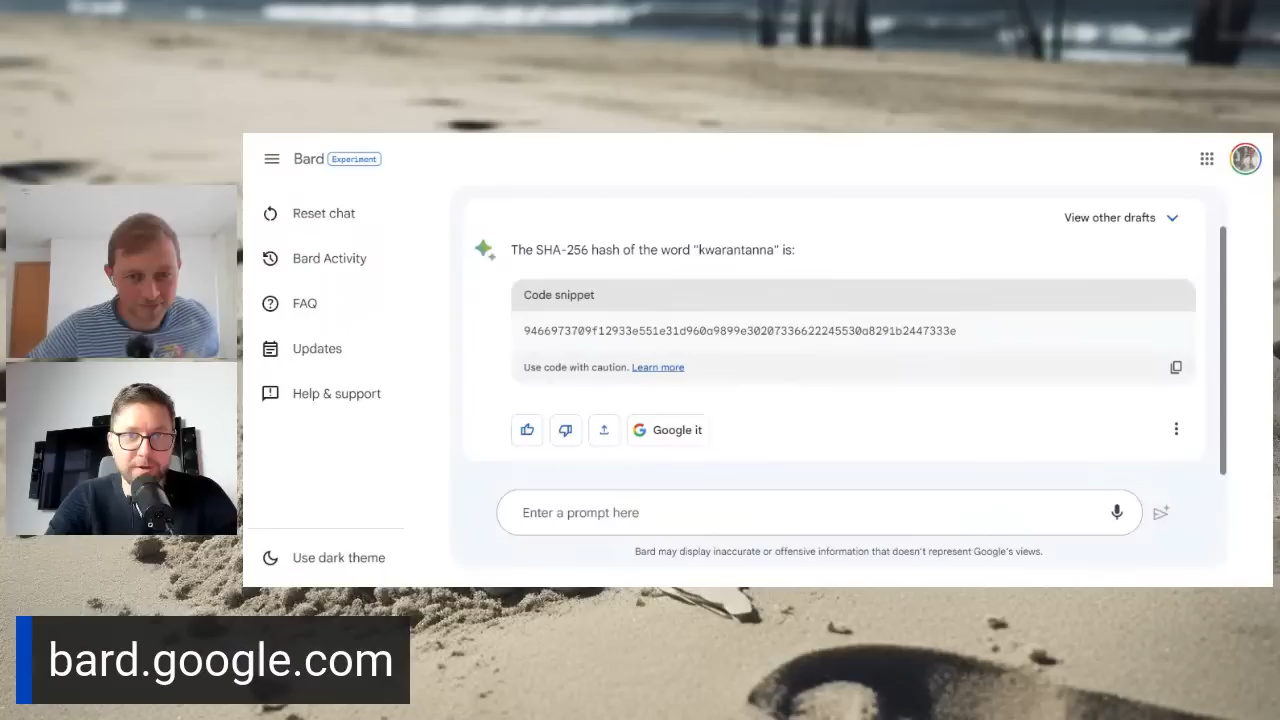 Bard Experiment
Reset chat
Bard Activity
FAQ
Updates
Help & support
Use dark theme
View other drafts
The SHA-256 hash of the word "kwarantanna" is:
Code snippet
9466973709f12933e551e31d960a9899e30207336622245530a8291b2447333e
Use code with caution. Learn more
Google it
Enter a prompt here
Bard may display inaccurate or offensive information that doesn't represent Google's views.
bard.google.com